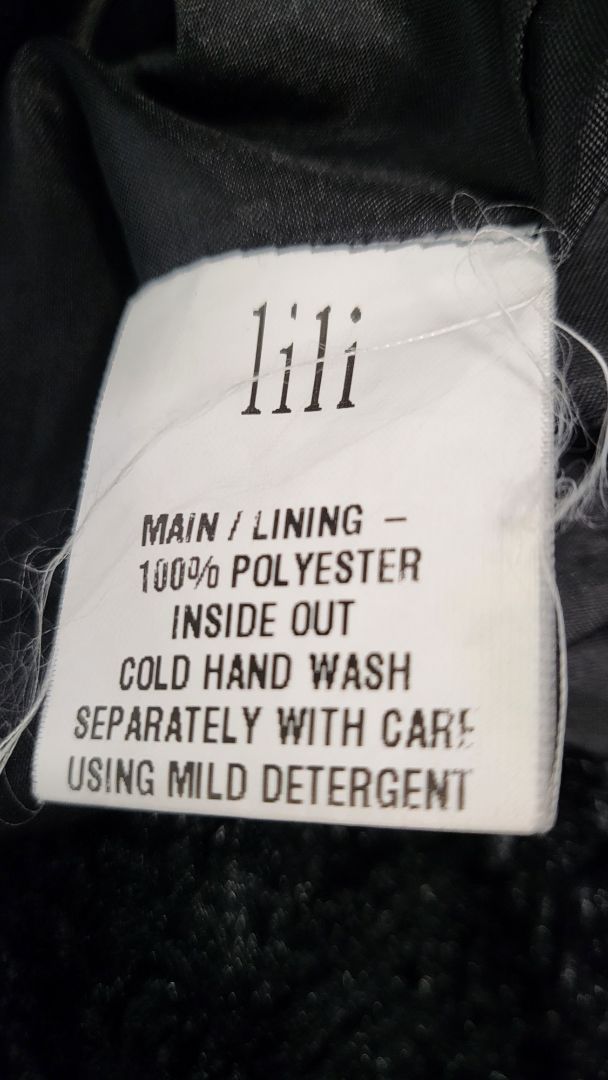 lili
MAIN / LINING –
100% POLYESTER
INSIDE OUT
COLD HAND WASH
SEPARATELY WITH CARE
USING MILD DETERGENT